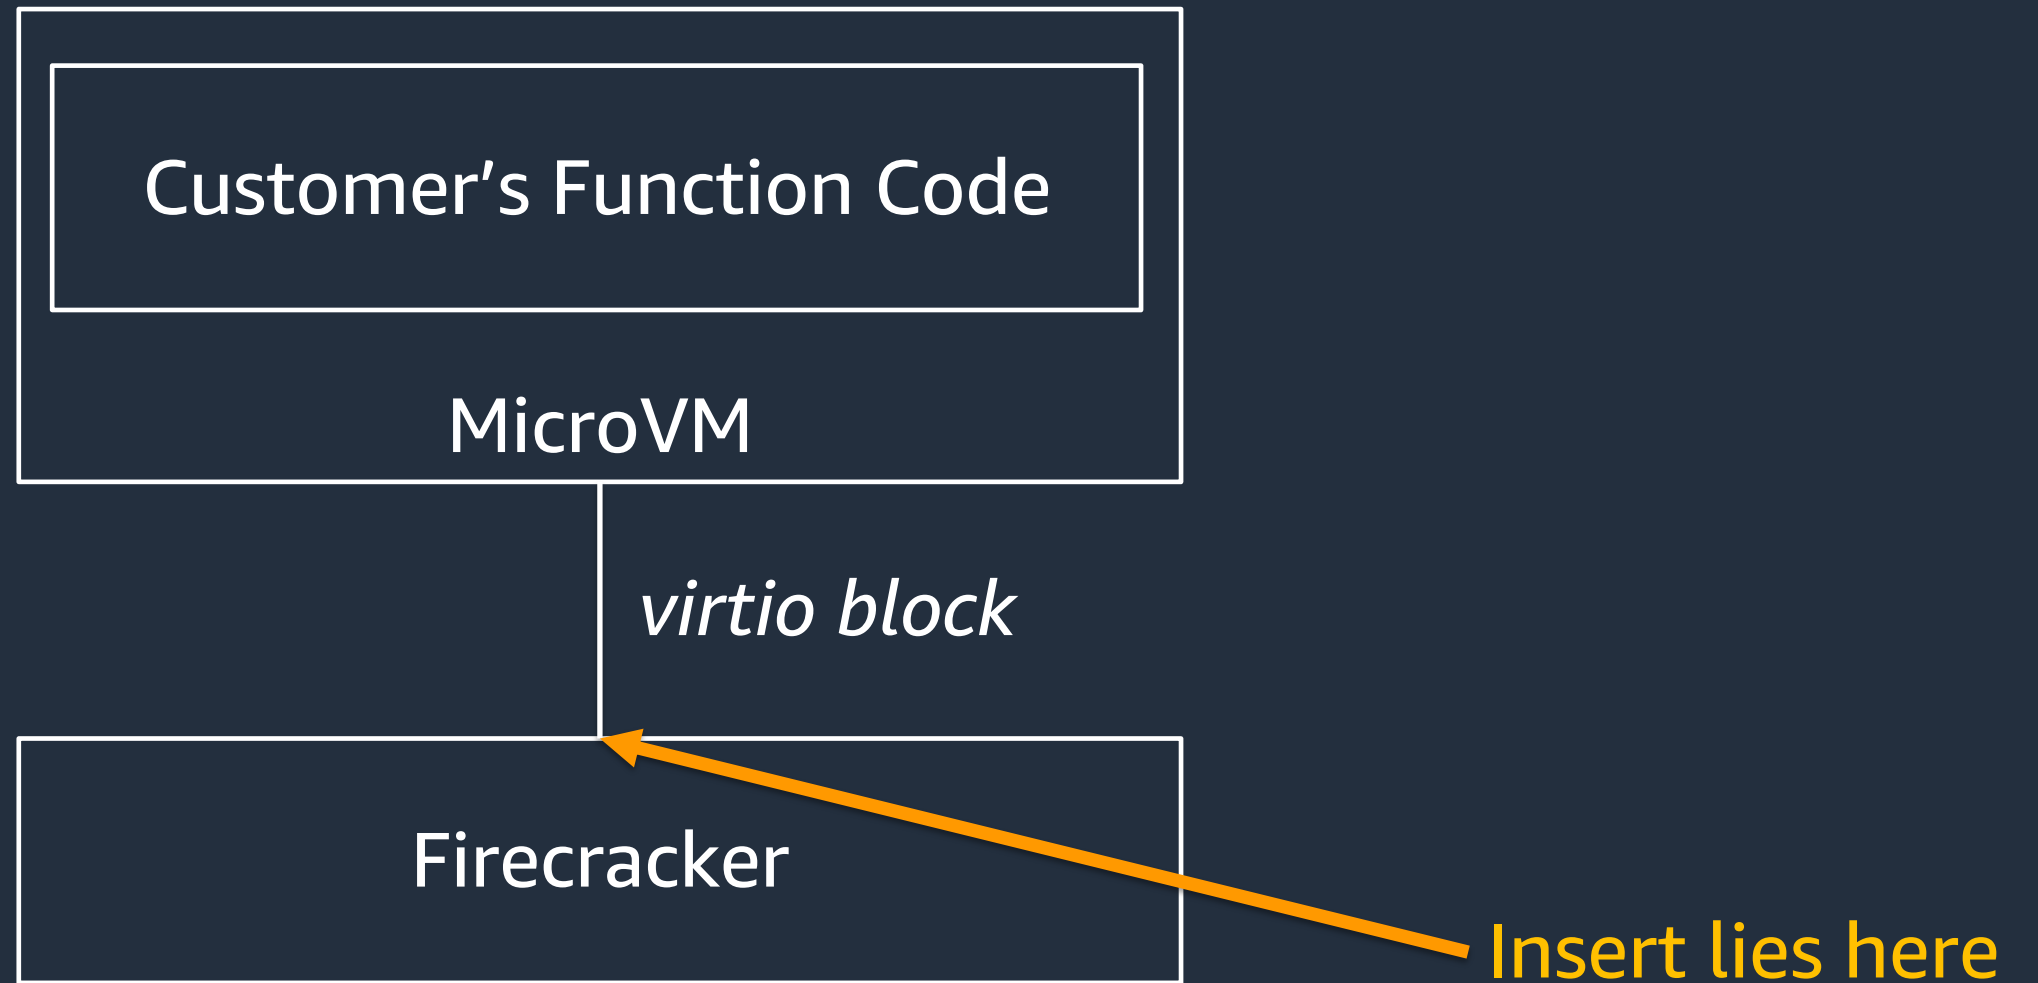 Customer’s Function Code
MicroVM
virtio block
Firecracker
Insert lies here